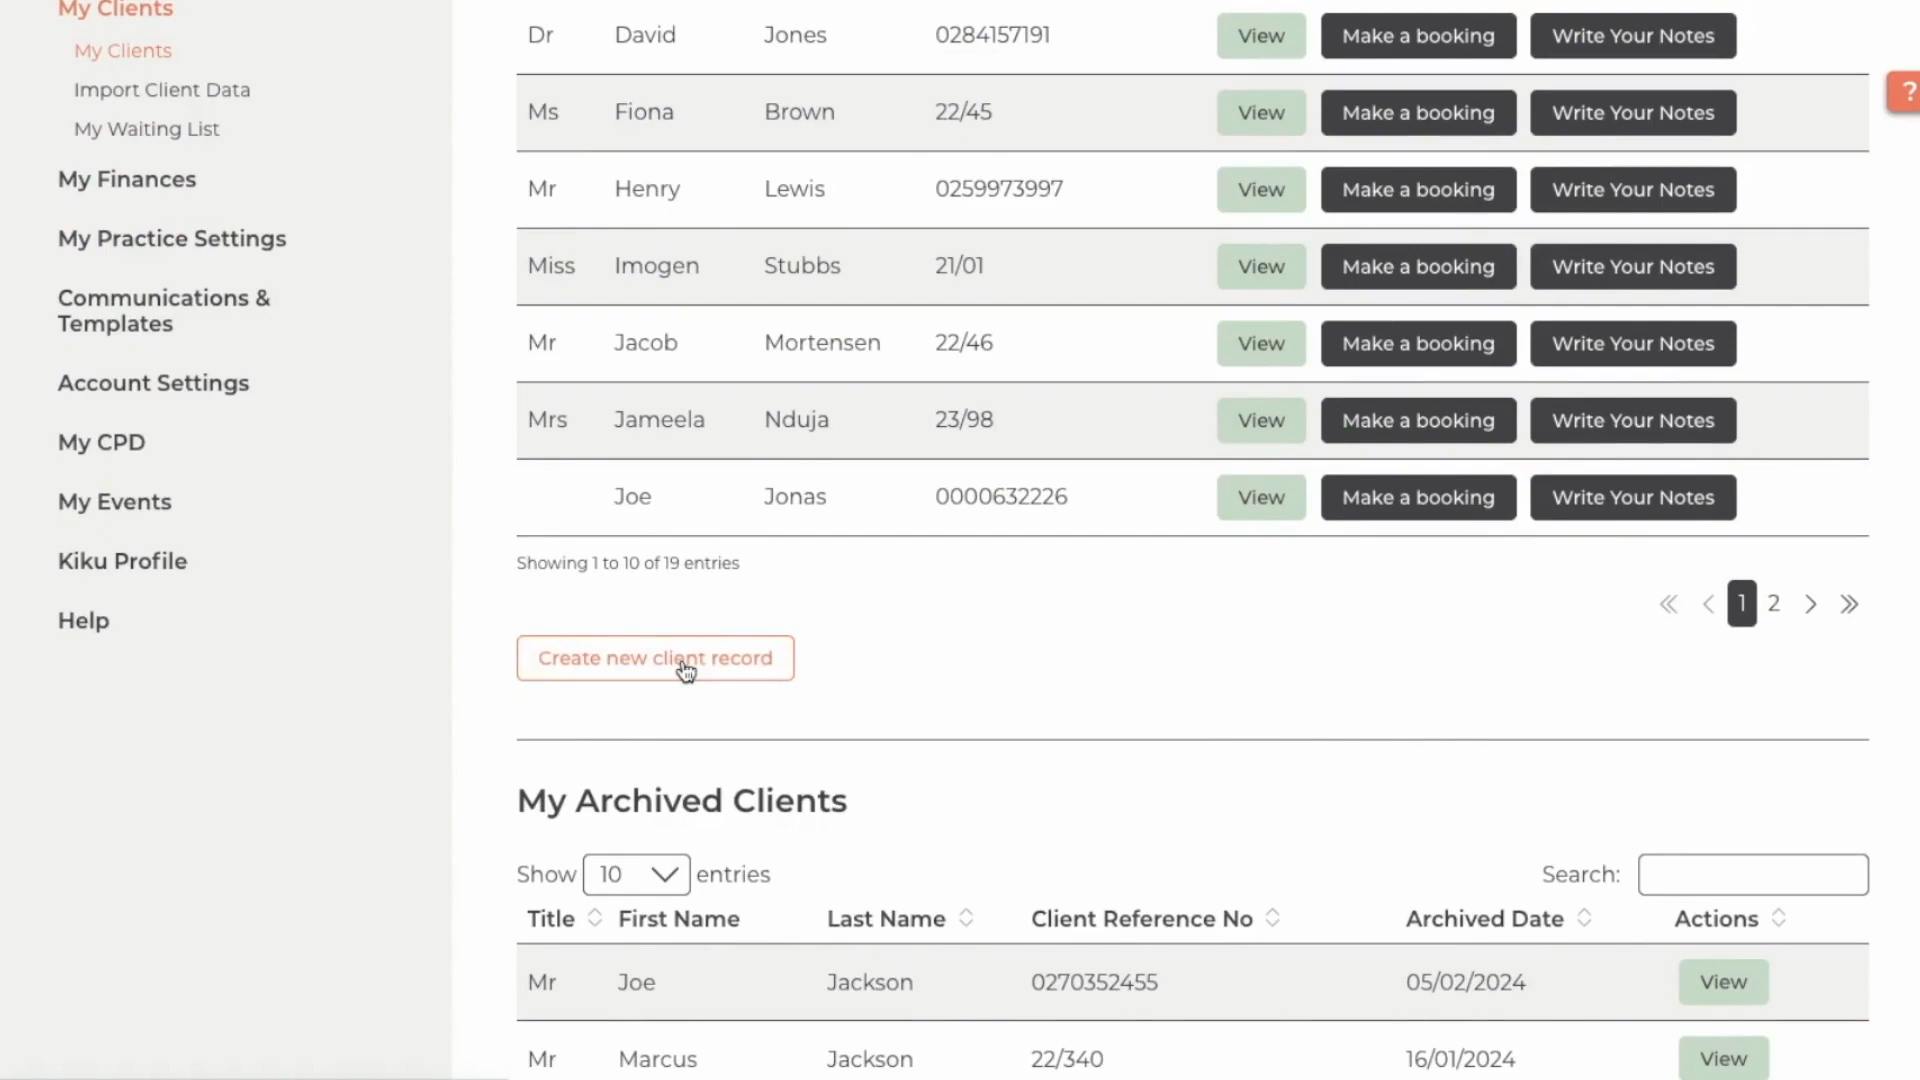 My Clients
My Clients
Import Client Data
My Waiting List
My Finances
My Practice Settings
Communications &
Templates
Account Settings
My CPD
My Events
Kiku Profile
Help
Dr David Jones 0284157191 View Make a booking Write Your Notes
Ms Fiona Brown 22/45 View Make a booking Write Your Notes
Mr Henry Lewis 0259973997 View Make a booking Write Your Notes
Miss Imogen Stubbs 21/01 View Make a booking Write Your Notes
Mr Jacob Mortensen 22/46 View Make a booking Write Your Notes
Mrs Jameela Nduja 23/98 View Make a booking Write Your Notes
Joe Jonas 0000632226 View Make a booking Write Your Notes
Showing 1 to 10 of 19 entries
« < 1 2 > »
Create new client record
My Archived Clients
Show 10 entries Search:
Title First Name Last Name Client Reference No Archived Date Actions
Mr Joe Jackson 0270352455 05/02/2024 View
Mr Marcus Jackson 22/340 16/01/2024 View
?